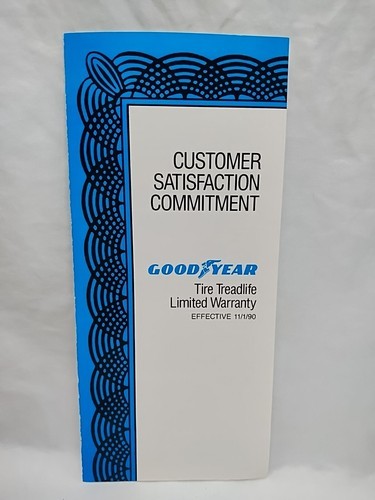 CUSTOMER
SATISFACTION
COMMITMENT
GOODYEAR
Tire Treadlife
Limited Warranty
EFFECTIVE 11/1/90